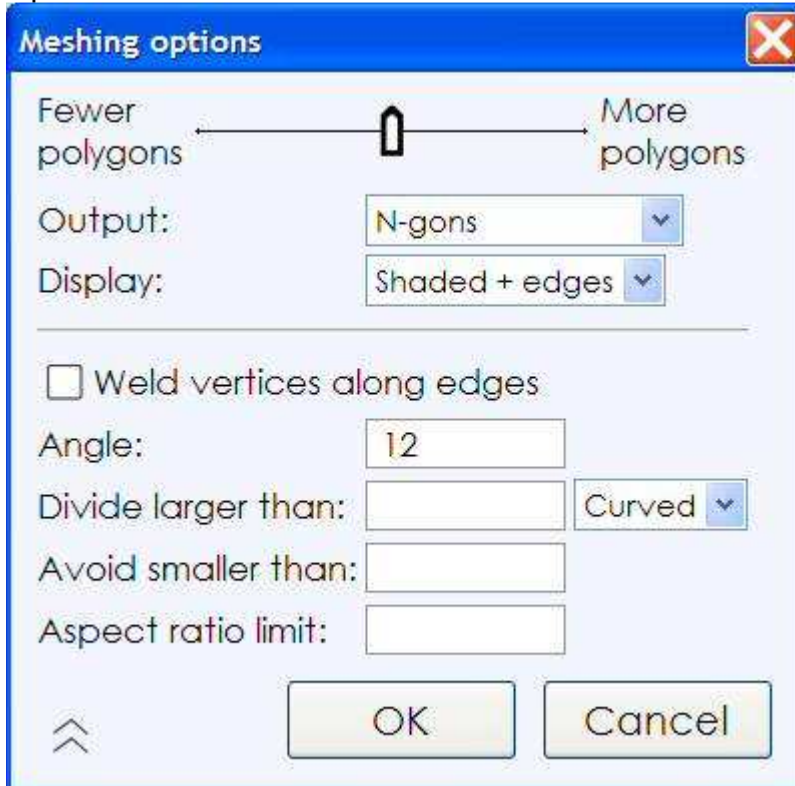 Meshing options
Fewer polygons
More polygons
Output: N-gons
Display: Shaded + edges
Weld vertices along edges
Angle: 12
Divide larger than: Curved
Avoid smaller than:
Aspect ratio limit:
OK Cancel